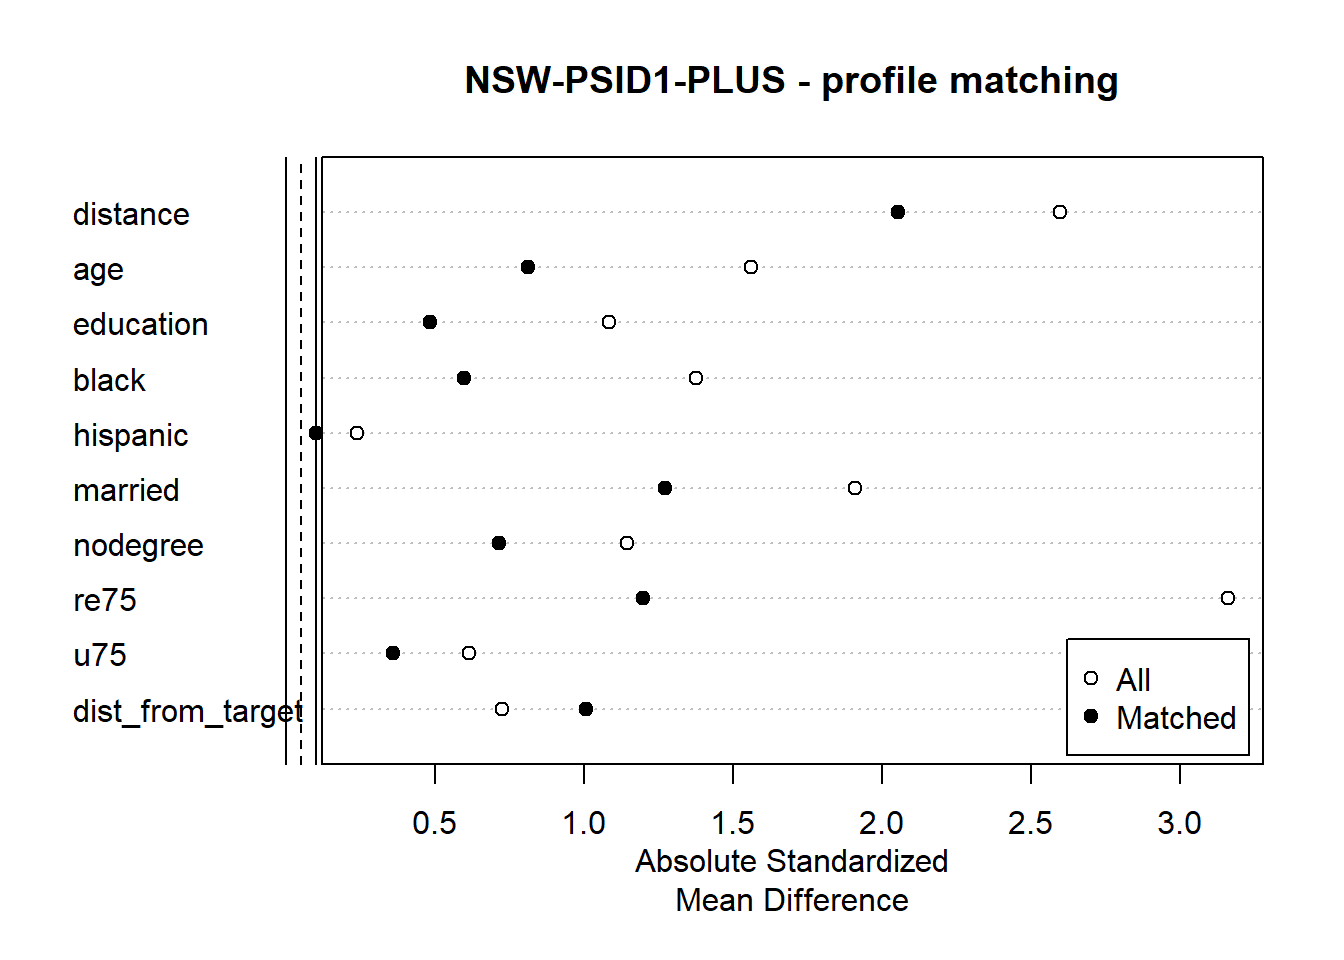 NSW-PSID1-PLUS - profile matching
distance
age
education
black
hispanic
married
nodegree
re75
u75
dist_from_target
All
Matched
0.5 1.0 1.5 2.0 2.5 3.0
Absolute Standardized
Mean Difference